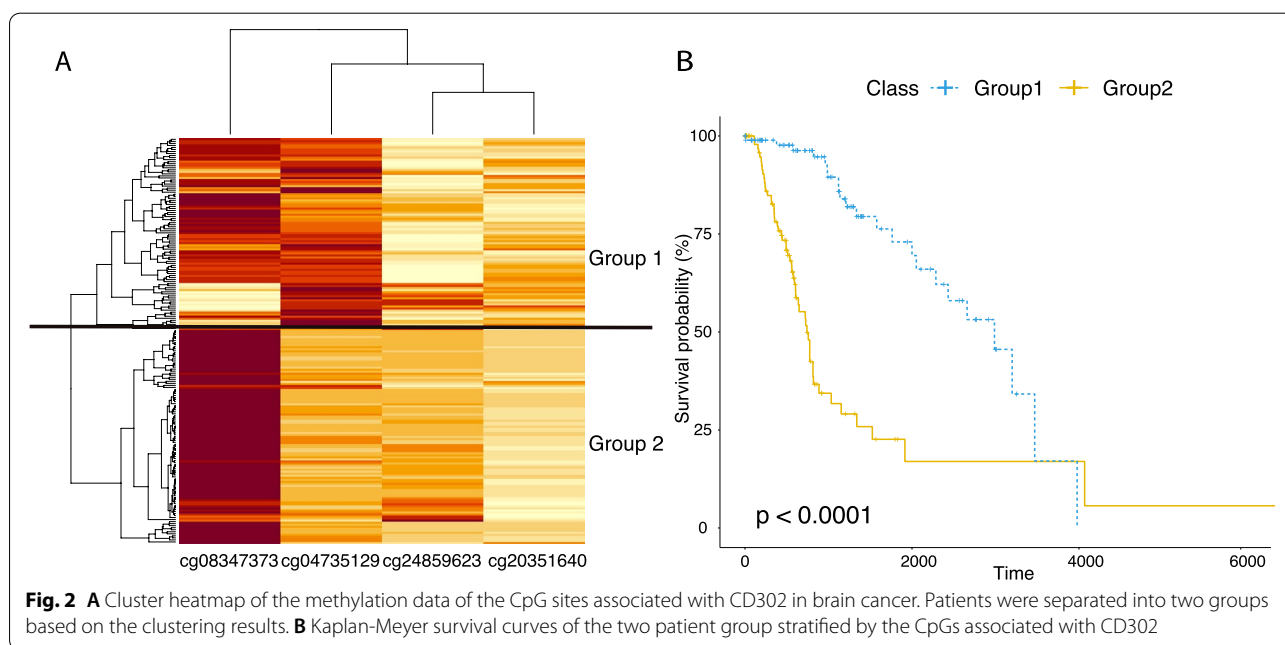 A
Group 1
Group 2
cg08347373 cg04735129 cg24859623 cg20351640
B
Class Group1 Group2
Survival probability (%)
100
75
50
25
0
p < 0.0001
0 2000 4000 6000
Time
Fig. 2 A Cluster heatmap of the methylation data of the CpG sites associated with CD302 in brain cancer. Patients were separated into two groups
based on the clustering results. B Kaplan-Meyer survival curves of the two patient group stratified by the CpGs associated with CD302